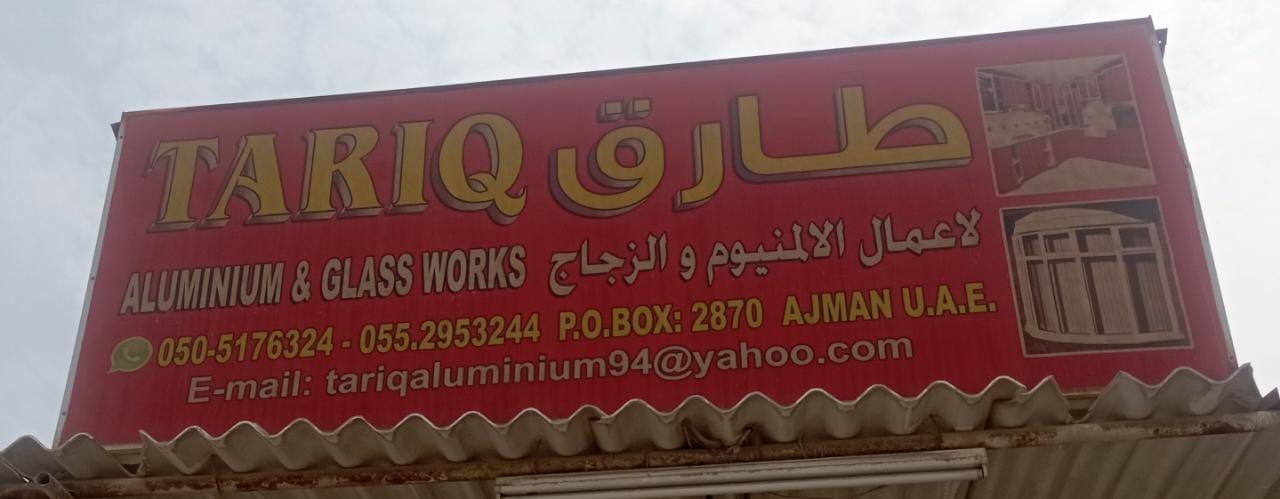 TARIQ طارق
ALUMINIUM & GLASS WORKS لاعمال الالمنيوم و الزجاج
050-5176324 - 055.2953244 P.O.BOX: 2870 AJMAN U.A.E.
E-mail: tariqaluminium94@yahoo.com